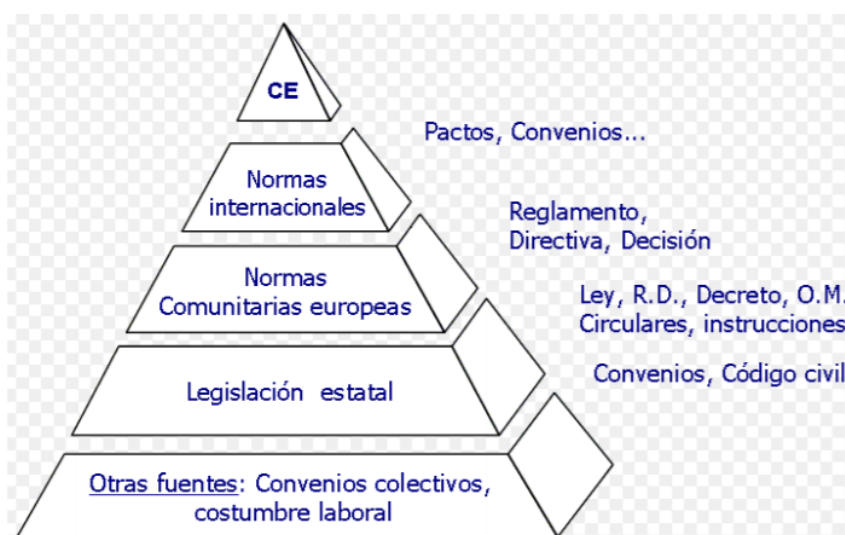 CE
Pactos, Convenios...
Normas
internacionales
Reglamento,
Directiva, Decisión
Normas
Comunitarias europeas
Ley, R.D., Decreto, O.M.
Circulares, instrucciones
Legislación estatal
Convenios, Código civil
Otras fuentes: Convenios colectivos,
costumbre laboral